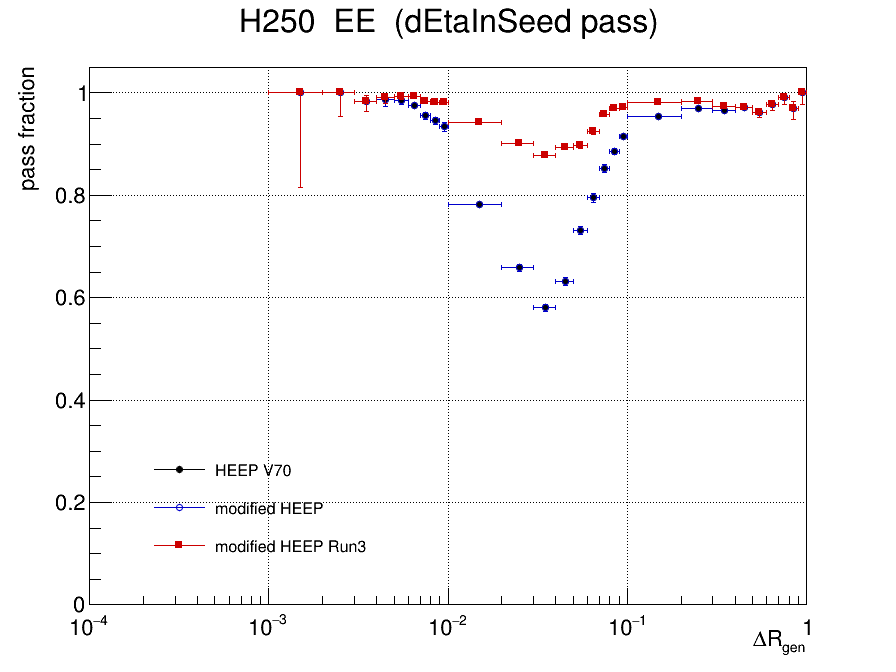 H250 EE (dEtaInSeed pass)
pass fraction
1
0.8
0.6
0.4
0.2
0
HEEP V70
modified HEEP
modified HEEP Run3
10⁻⁴ 10⁻³ 10⁻² 10⁻¹ 1
ΔR_gen